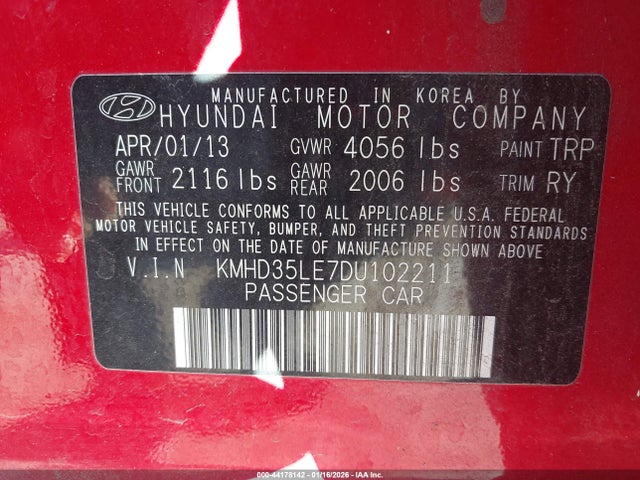 MANUFACTURED IN KOREA BY
HYUNDAI MOTOR COMPANY
APR/01/13 GVWR 4056 lbs PAINT TRP
GAWR FRONT 2116 lbs GAWR REAR 2006 lbs TRIM RY
THIS VEHICLE CONFORMS TO ALL APPLICABLE U.S.A. FEDERAL
MOTOR VEHICLE SAFETY, BUMPER, AND THEFT PREVENTION STANDARDS
IN EFFECT ON THE DATE OF MANUFACTURE SHOWN ABOVE
V.I.N KMHD35LE7DU102211
PASSENGER CAR
000-44178142 - 01/16/2026 - IAA Inc.